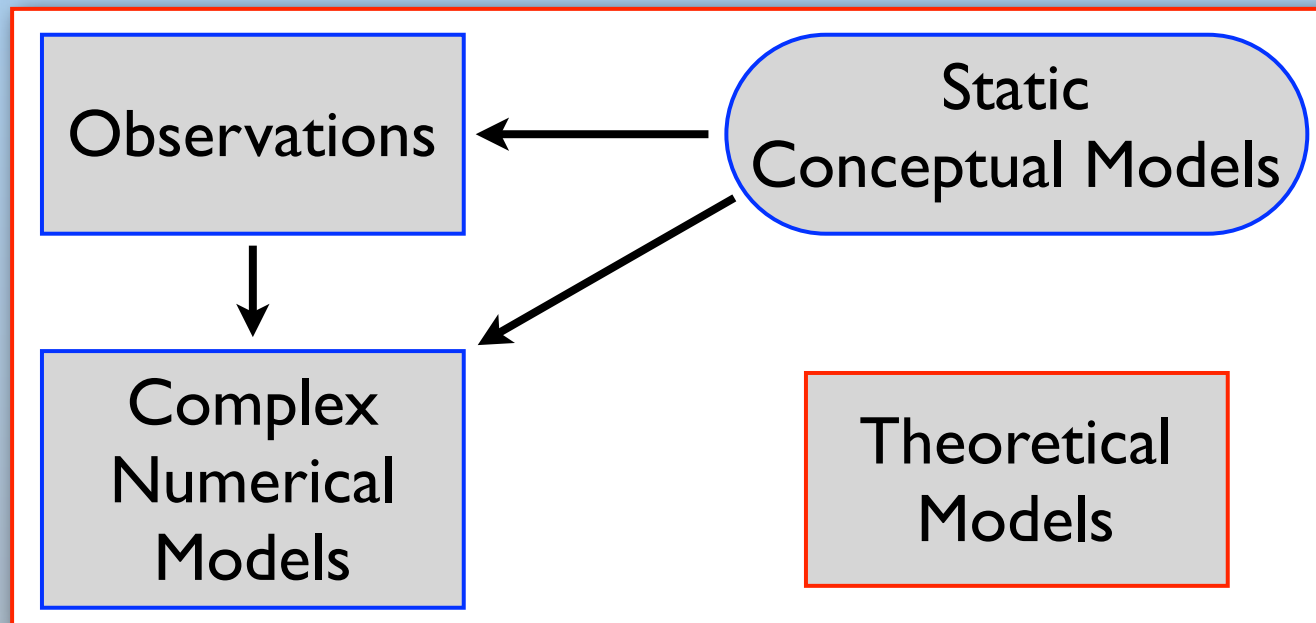 Observations
Static
Conceptual Models
Complex
Numerical
Models
Theoretical
Models